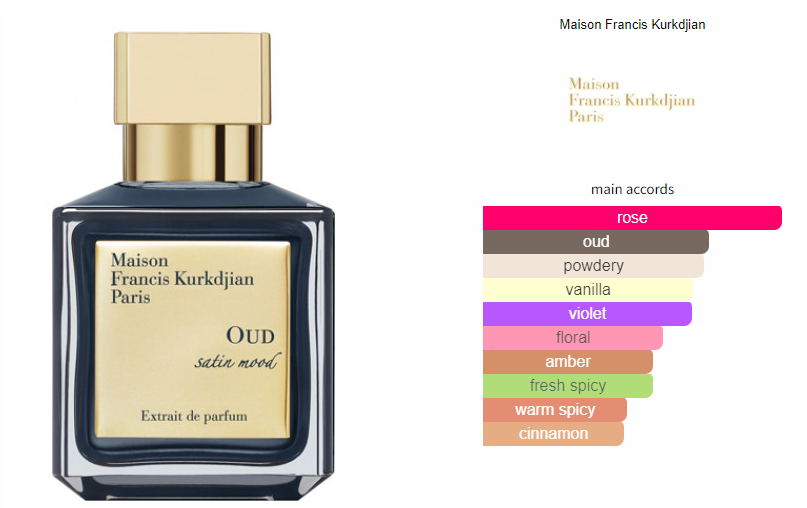 Maison
Francis Kurkdjian
Paris
OUD
satin mood
Extrait de parfum
Maison Francis Kurkdjian
Maison
Francis Kurkdjian
Paris
main accords
rose
oud
powdery
vanilla
violet
floral
amber
fresh spicy
warm spicy
cinnamon